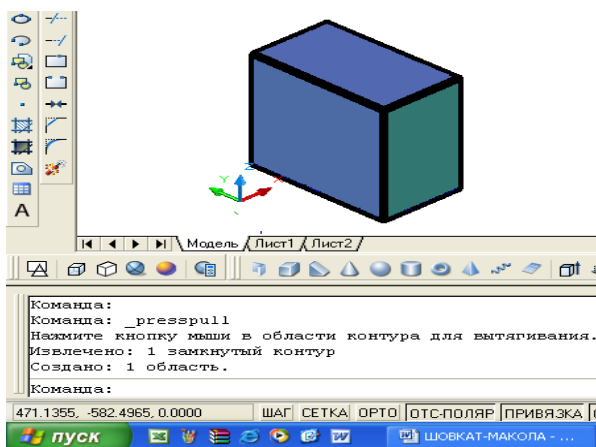 A
Y Z X
Модель Лист1 Лист2
Команда:
Команда: _presspull
Нажмите кнопку мыши в области контура для вытягивания.
Извлечено: 1 замкнутый контур
Создано: 1 область.
Команда:
471.1355, -582.4965, 0.0000 ШАГ СЕТКА ОРТО ОТС-ПОЛЯР ПРИВЯЗКА
пуск ШОВКАТ-МАКОЛА - ...